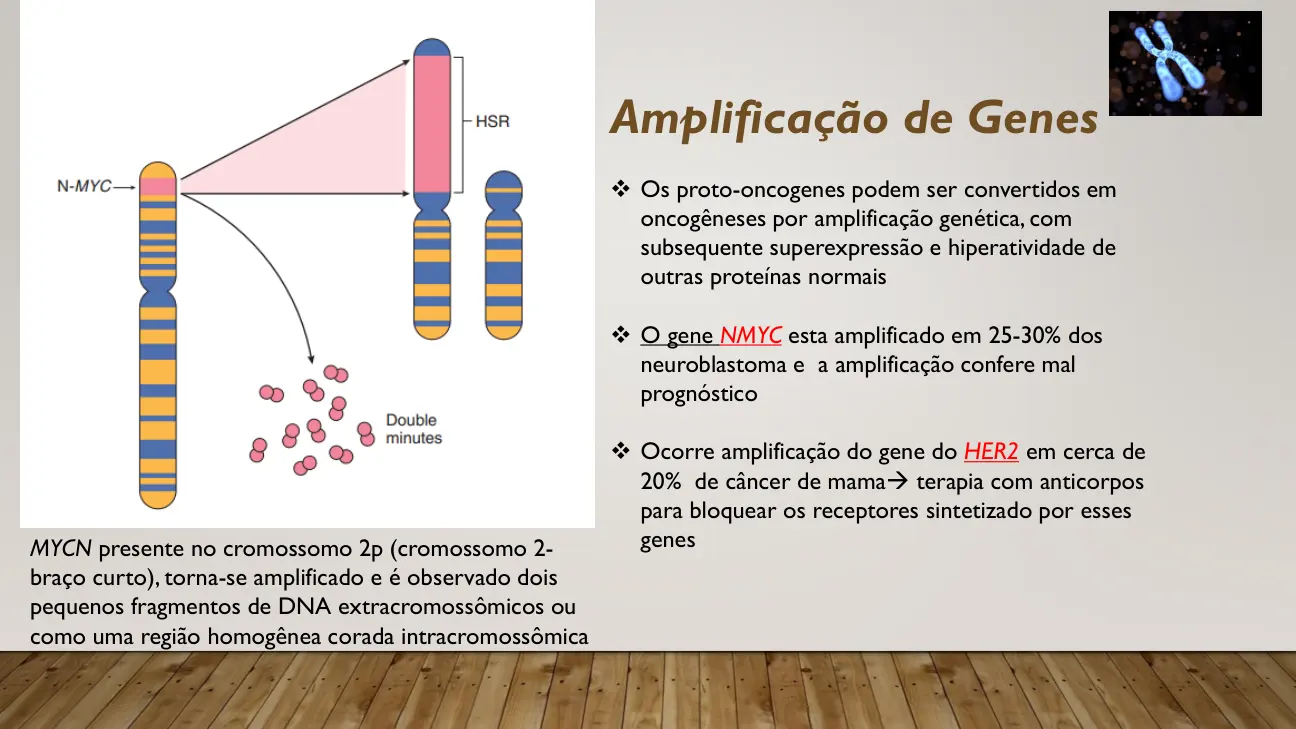 HSR
N-MYC
Double
minutes
MYCN presente no cromossomo 2p (cromossomo 2-
braço curto), torna-se amplificado e é observado dois
pequenos fragmentos de DNA extracromossômicos ou
como uma região homogênea corada intracromossômica
Amplificação de Genes
❖ Os proto-oncogenes podem ser convertidos em
oncogêneses por amplificação genética, com
subsequente superexpressão e hiperatividade de
outras proteínas normais
❖ O gene NMYC esta amplificado em 25-30% dos
neuroblastoma e a amplificação confere mal
prognóstico
❖ Ocorre amplificação do gene do HER2 em cerca de
20% de câncer de mama→ terapia com anticorpos
para bloquear os receptores sintetizado por esses
genes